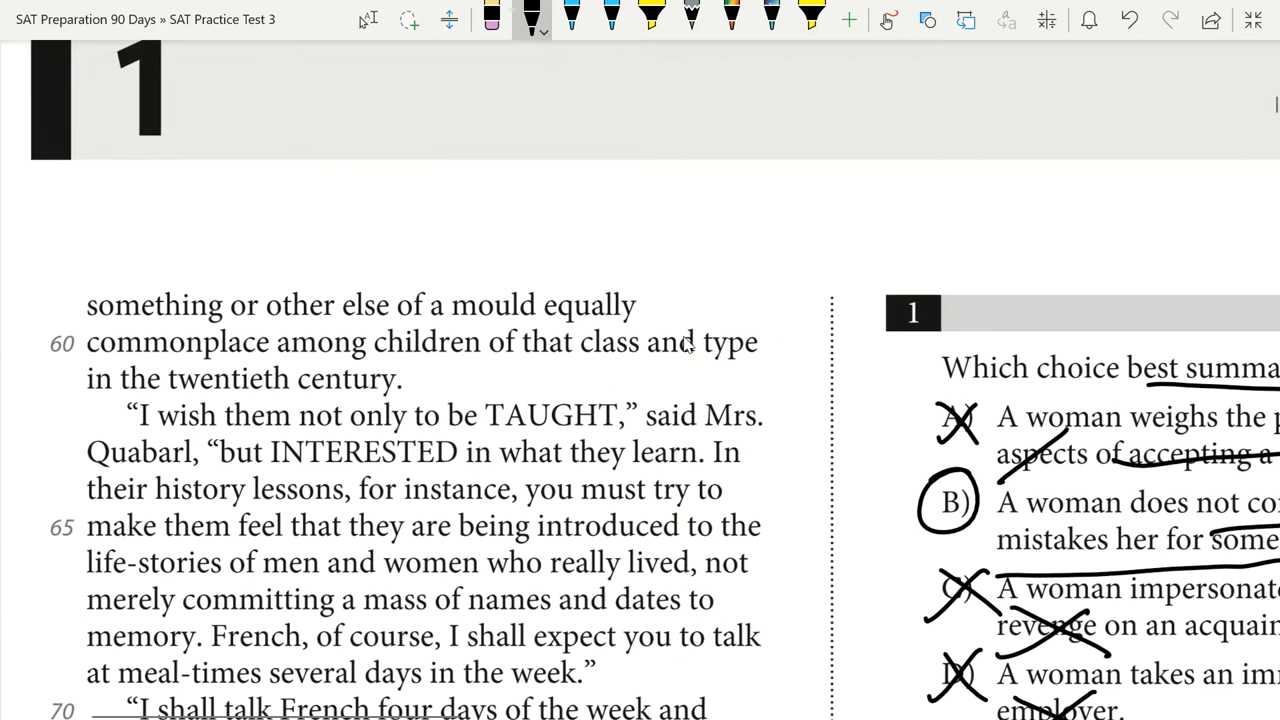 SAT Preparation 90 Days » SAT Practice Test 3
1
something or other else of a mould equally
60 commonplace among children of that class and type
in the twentieth century.
“I wish them not only to be TAUGHT,” said Mrs.
Quabarl, “but INTERESTED in what they learn. In
their history lessons, for instance, you must try to
65 make them feel that they are being introduced to the
life-stories of men and women who really lived, not
merely committing a mass of names and dates to
memory. French, of course, I shall expect you to talk
at meal-times several days in the week.”
70 “I shall talk French four days of the week and
1
Which choice best summa
A) A woman weighs the p
aspects of accepting a
B) A woman does not co
mistakes her for some
C) A woman impersonat
revenge on an acquain
D) A woman takes an im
employer.